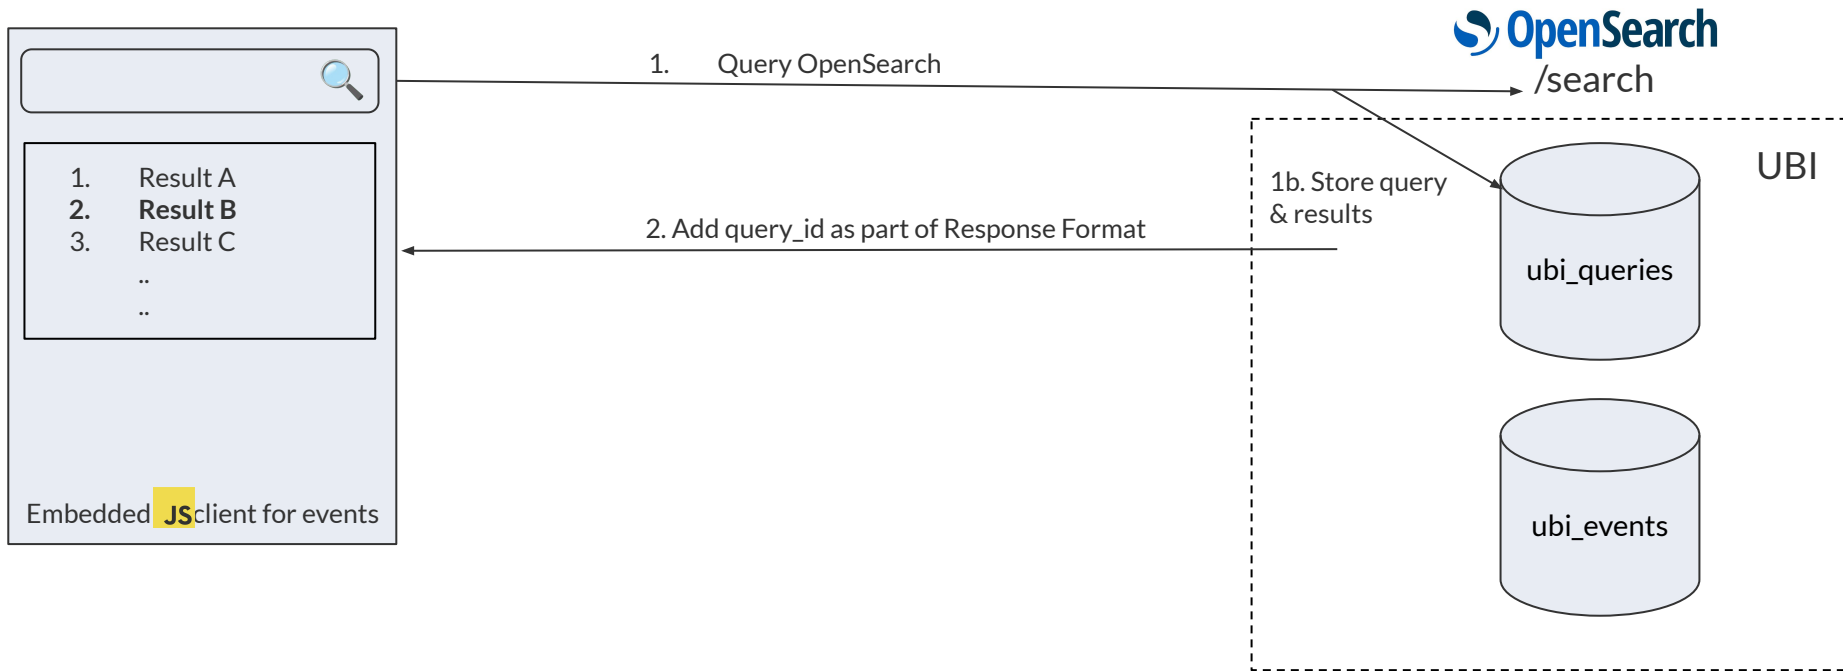 OpenSearch
1. Query OpenSearch
/search
UBI
1. Result A
2. Result B
3. Result C
..
..
1b. Store query
& results
2. Add query_id as part of Response Format
ubi_queries
Embedded JS client for events
ubi_events